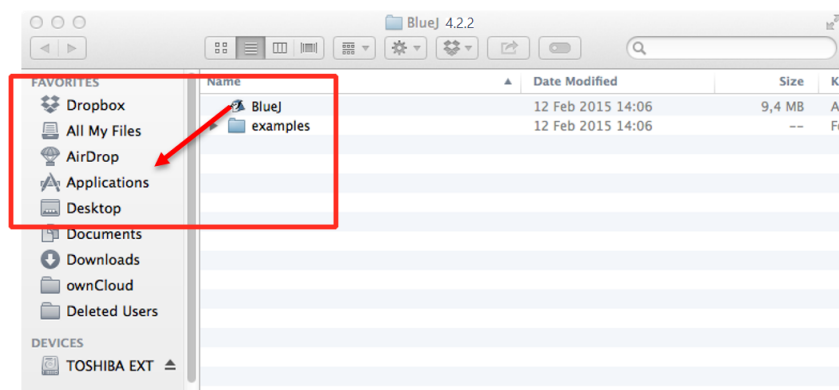 BlueJ 4.2.2
FAVORITES
Dropbox
All My Files
AirDrop
Applications
Desktop
Documents
Downloads
ownCloud
Deleted Users
DEVICES
TOSHIBA EXT
Name Date Modified Size K
BlueJ 12 Feb 2015 14:06 9,4 MB A
examples 12 Feb 2015 14:06 -- F